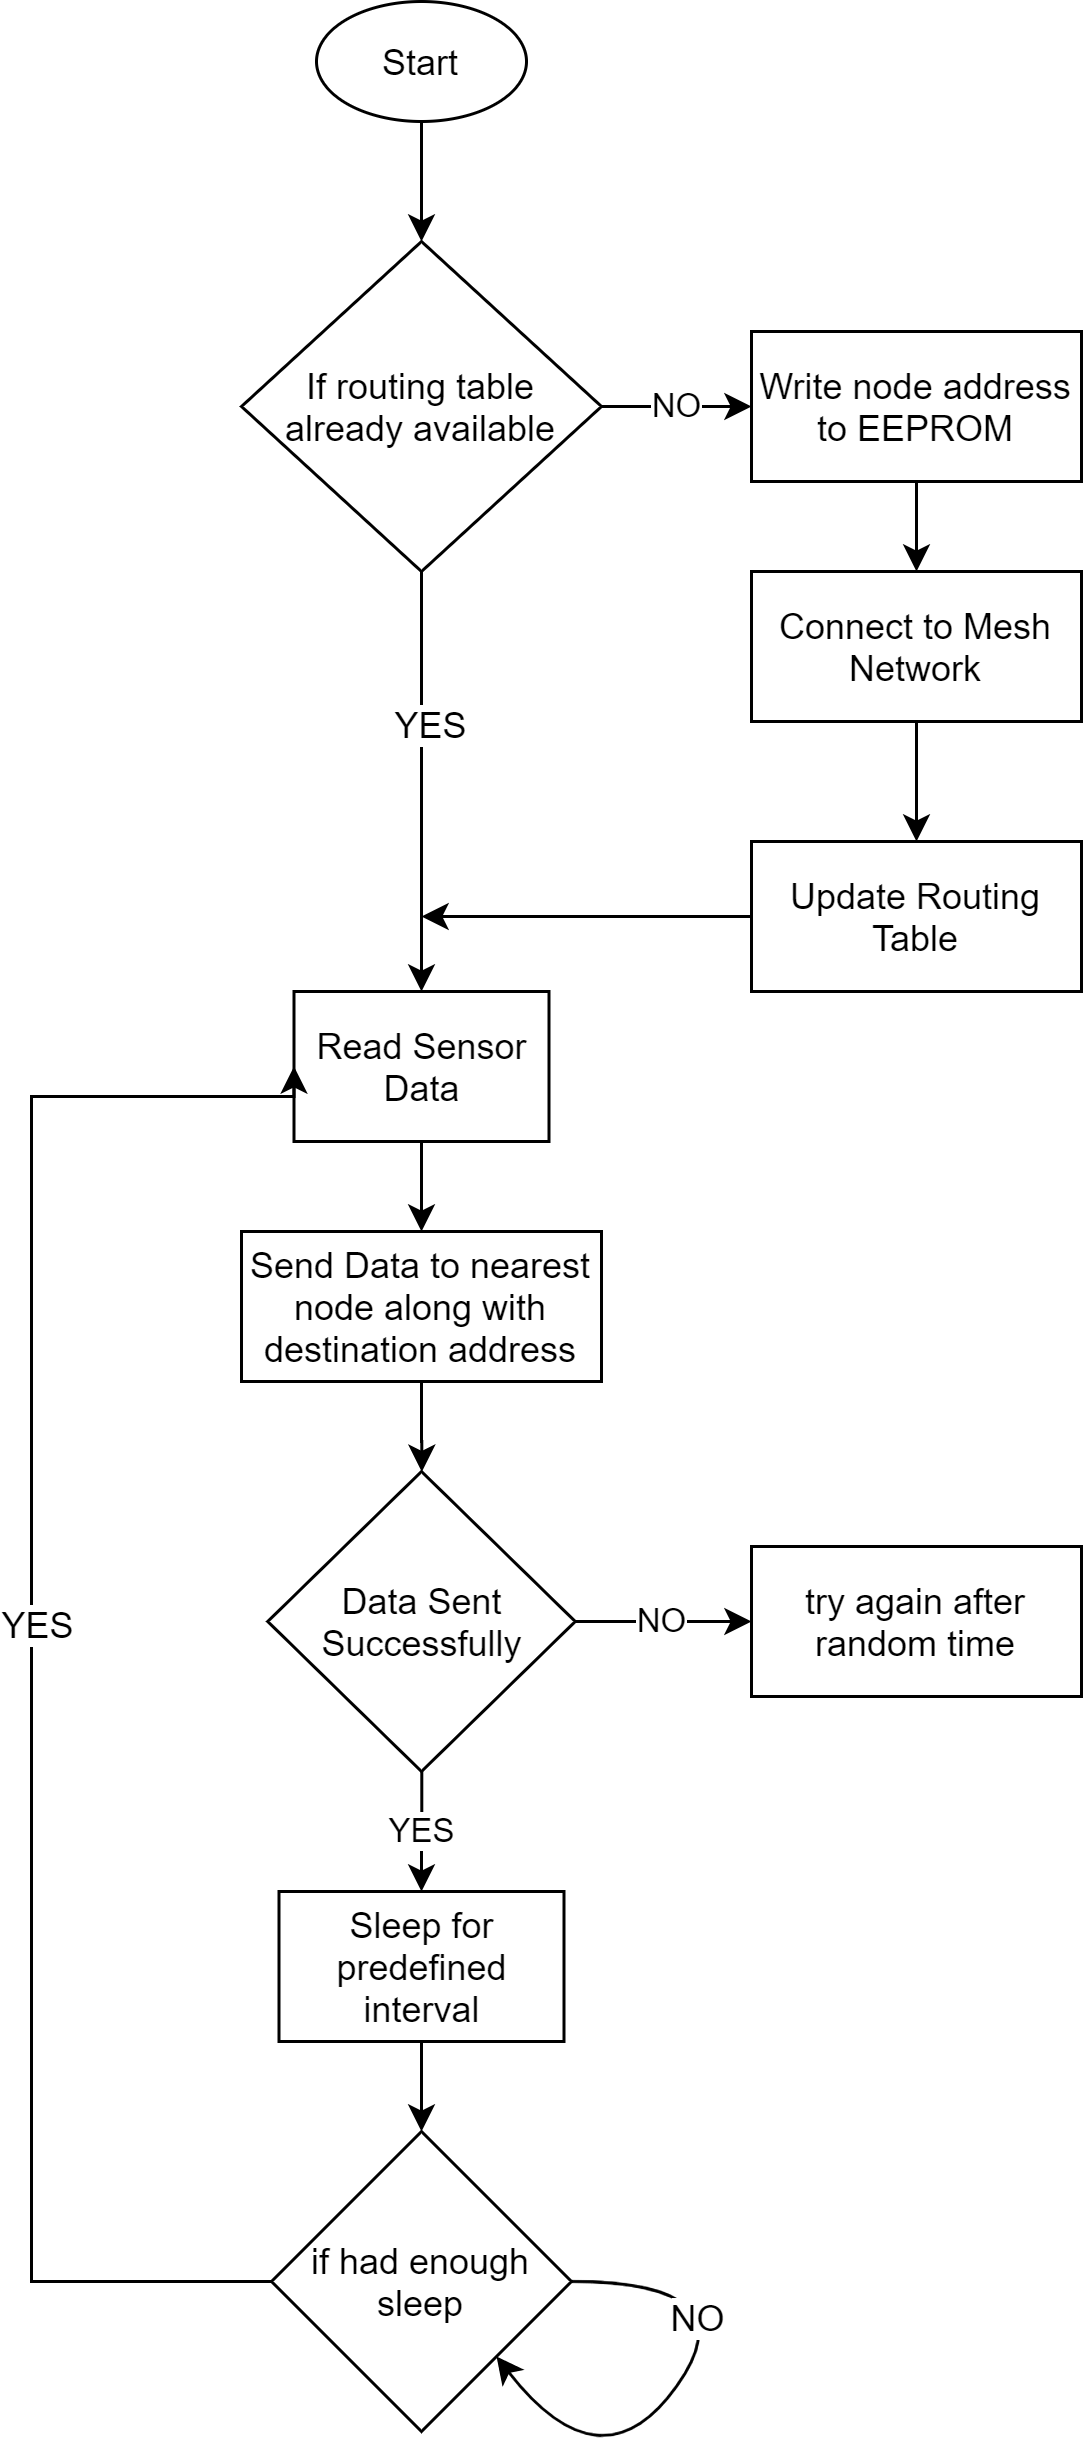 Start
If routing table
already available
NO
Write node address
to EEPROM
Connect to Mesh
Network
YES
Update Routing
Table
Read Sensor
Data
Send Data to nearest
node along with
destination address
Data Sent
Successfully
NO
try again after
random time
YES
YES
Sleep for
predefined
interval
if had enough
sleep
NO